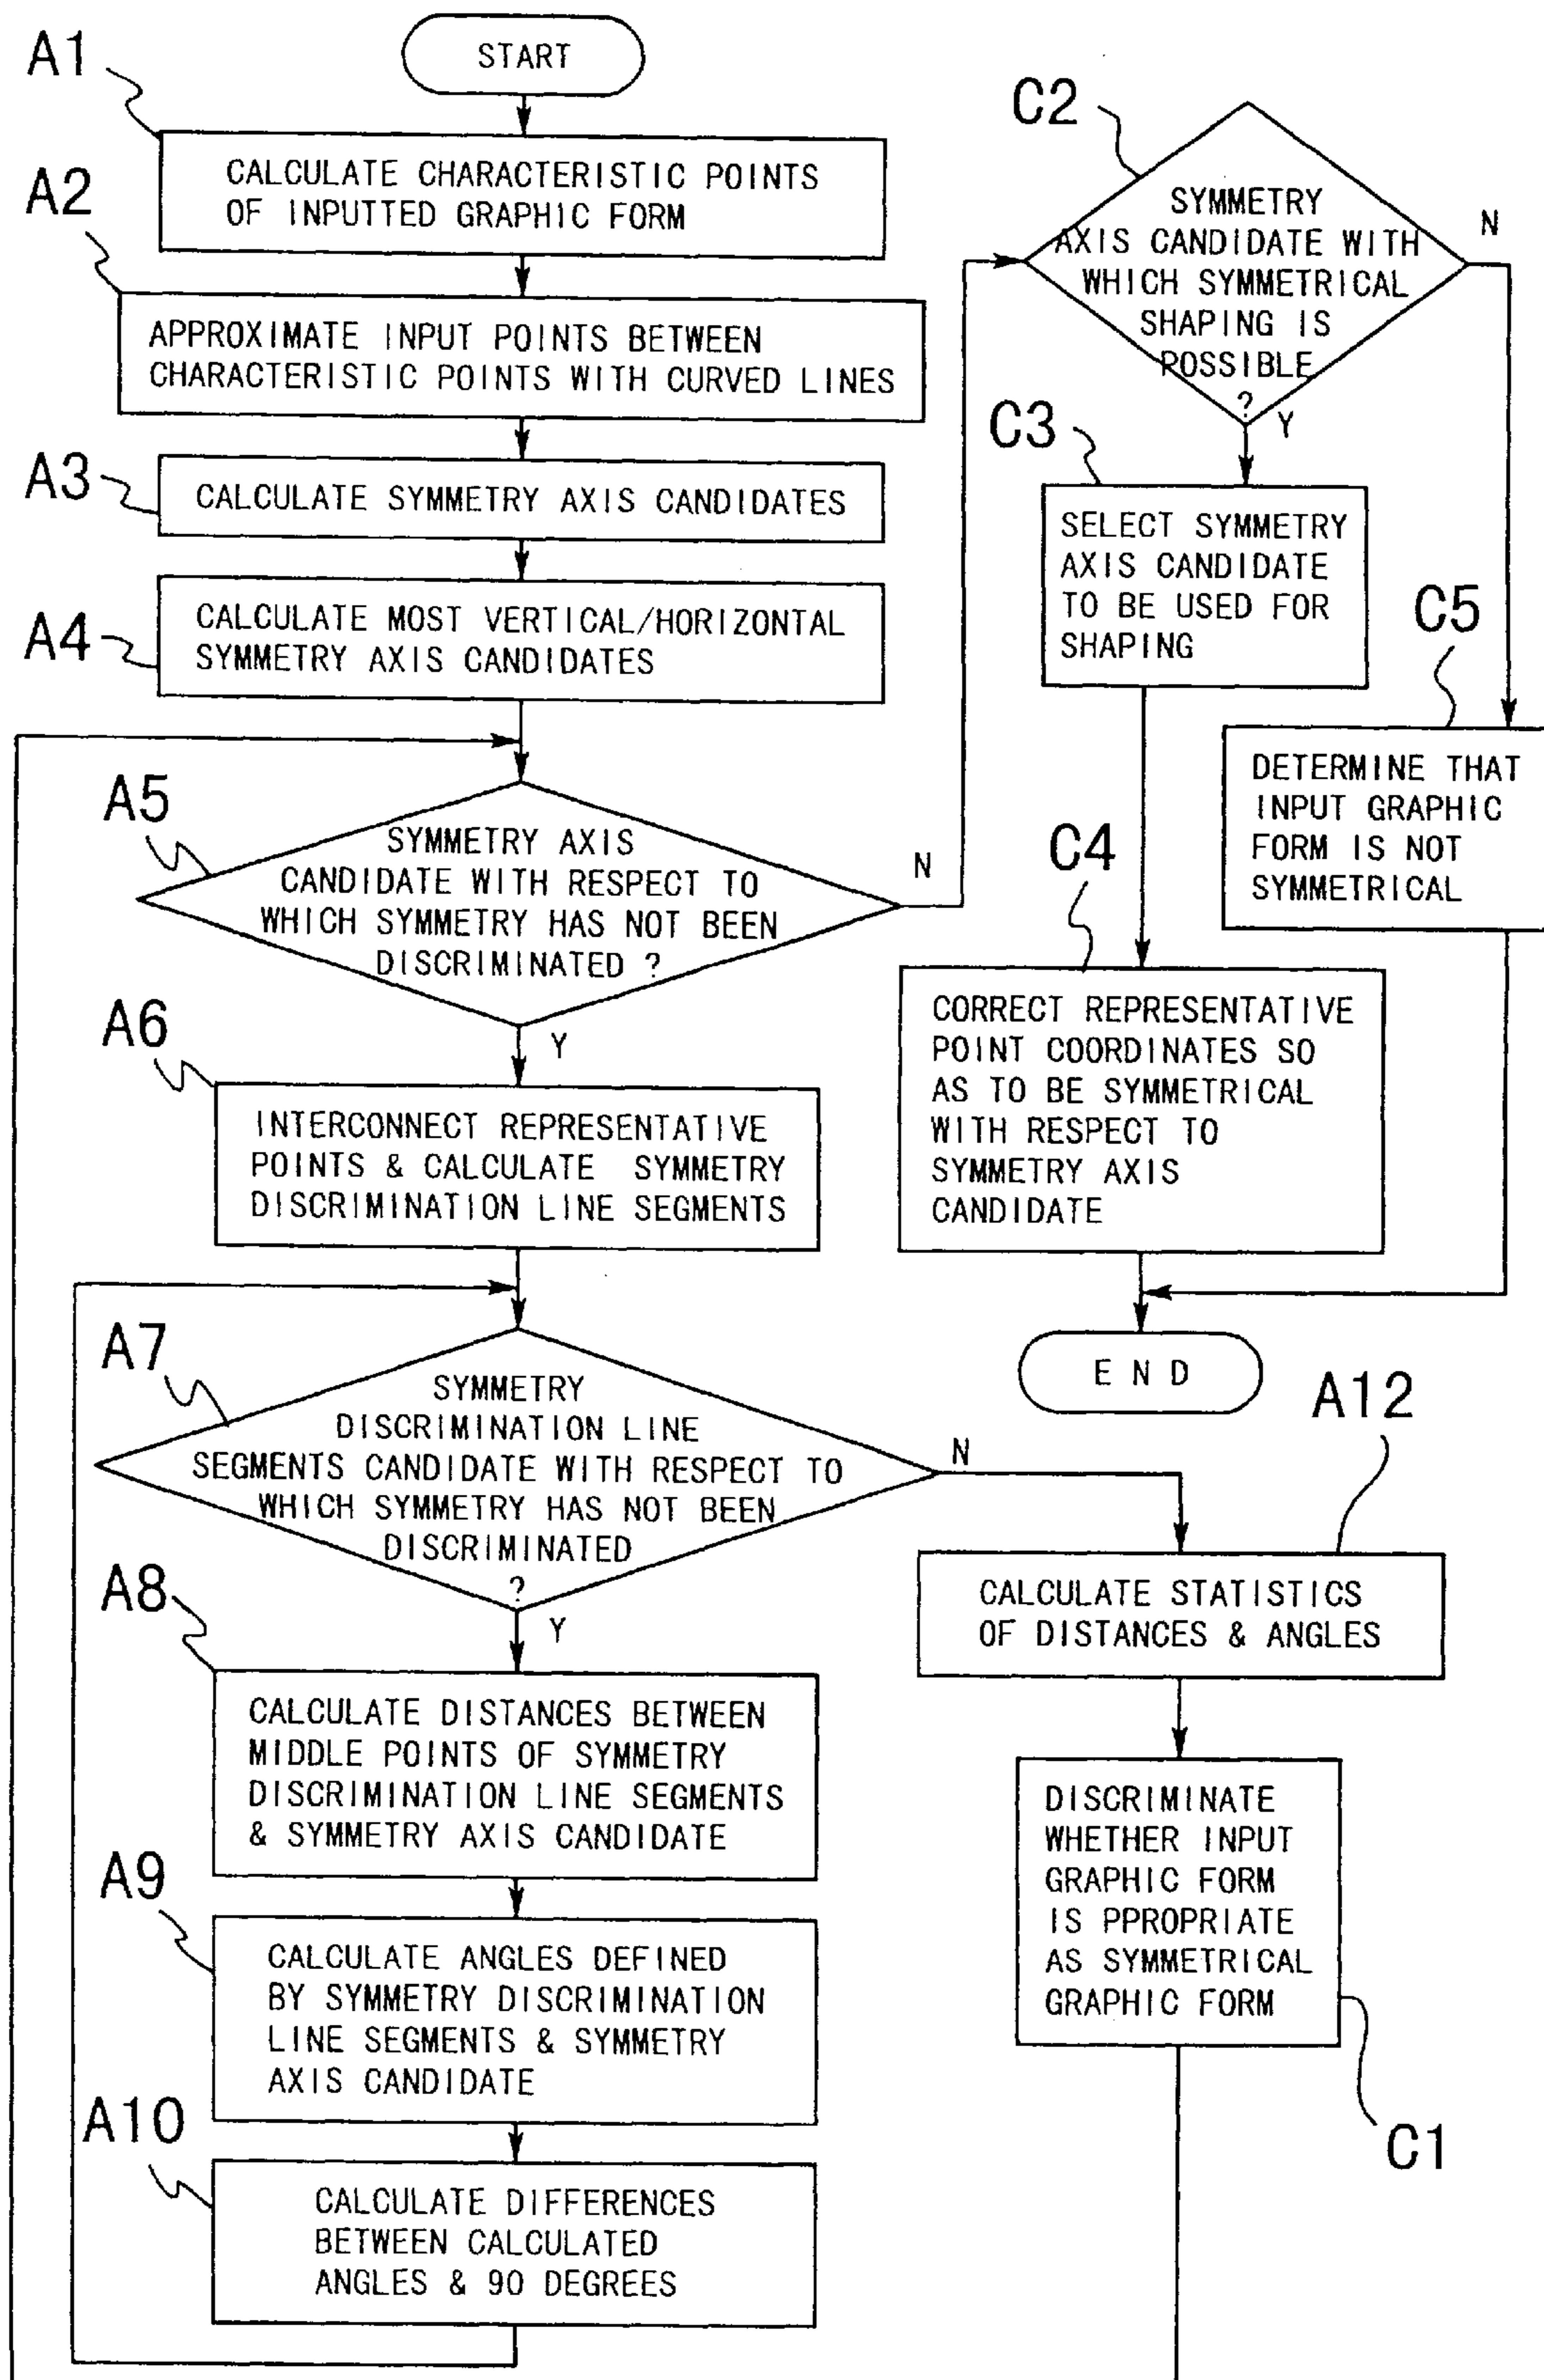 START
A1
CALCULATE CHARACTERISTIC POINTS
OF INPUTTED GRAPHIC FORM
A2
APPROXIMATE INPUT POINTS BETWEEN
CHARACTERISTIC POINTS WITH CURVED LINES
A3
CALCULATE SYMMETRY AXIS CANDIDATES
A4
CALCULATE MOST VERTICAL/HORIZONTAL
SYMMETRY AXIS CANDIDATES
A5
SYMMETRY AXIS
CANDIDATE WITH RESPECT TO
WHICH SYMMETRY HAS NOT BEEN
DISCRIMINATED ?
N
Y
A6
INTERCONNECT REPRESENTATIVE
POINTS & CALCULATE SYMMETRY
DISCRIMINATION LINE SEGMENTS
A7
SYMMETRY
DISCRIMINATION LINE
SEGMENTS CANDIDATE WITH RESPECT TO
WHICH SYMMETRY HAS NOT BEEN
DISCRIMINATED
?
N
Y
A8
CALCULATE DISTANCES BETWEEN
MIDDLE POINTS OF SYMMETRY
DISCRIMINATION LINE SEGMENTS
& SYMMETRY AXIS CANDIDATE
A9
CALCULATE ANGLES DEFINED
BY SYMMETRY DISCRIMINATION
LINE SEGMENTS & SYMMETRY
AXIS CANDIDATE
A10
CALCULATE DIFFERENCES
BETWEEN CALCULATED
ANGLES & 90 DEGREES
C2
SYMMETRY
AXIS CANDIDATE WITH
WHICH SYMMETRICAL
SHAPING IS
POSSIBLE
?
N
Y
C3
SELECT SYMMETRY
AXIS CANDIDATE
TO BE USED FOR
SHAPING
C5
DETERMINE THAT
INPUT GRAPHIC
FORM IS NOT
SYMMETRICAL
C4
CORRECT REPRESENTATIVE
POINT COORDINATES SO
AS TO BE SYMMETRICAL
WITH RESPECT TO
SYMMETRY AXIS
CANDIDATE
END
A12
CALCULATE STATISTICS
OF DISTANCES & ANGLES
DISCRIMINATE
WHETHER INPUT
GRAPHIC FORM
IS PPROPRIATE
AS SYMMETRICAL
GRAPHIC FORM
C1